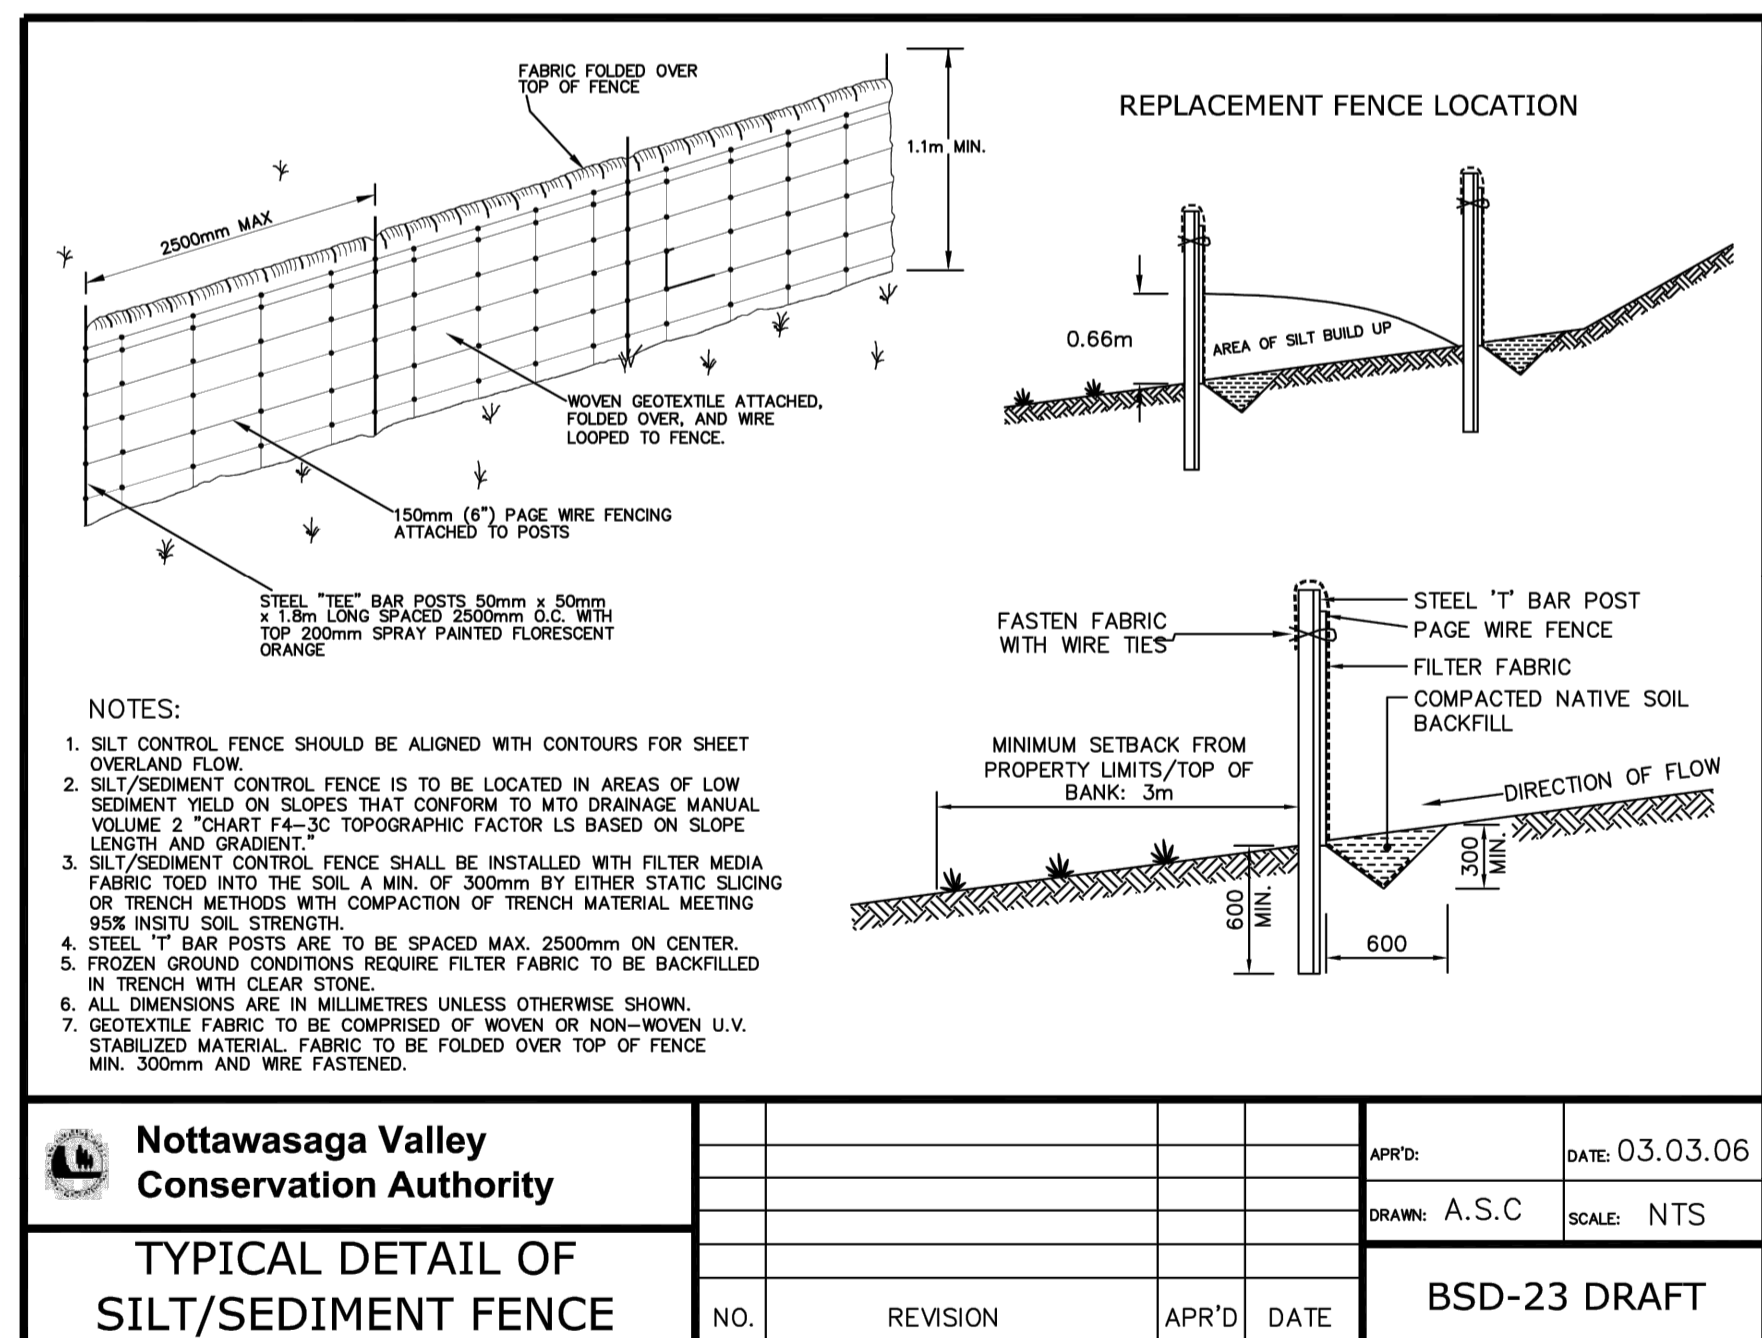 FABRIC FOLDED OVER
TOP OF FENCE
1.1m MIN.
2500mm MAX
WOVEN GEOTEXTILE ATTACHED,
FOLDED OVER, AND WIRE
LOOPED TO FENCE.
150mm (6") PAGE WIRE FENCING
ATTACHED TO POSTS
STEEL "TEE" BAR POSTS 50mm x 50mm
x 1.8m LONG SPACED 2500mm O.C. WITH
TOP 200mm SPRAY PAINTED FLORESCENT
ORANGE
REPLACEMENT FENCE LOCATION
0.66m
AREA OF SILT BUILD UP
FASTEN FABRIC
WITH WIRE TIES
STEEL 'T' BAR POST
PAGE WIRE FENCE
FILTER FABRIC
COMPACTED NATIVE SOIL
BACKFILL
MINIMUM SETBACK FROM
PROPERTY LIMITS/TOP OF
BANK: 3m
DIRECTION OF FLOW
300
MIN.
600
MIN.
600
NOTES:
1. SILT CONTROL FENCE SHOULD BE ALIGNED WITH CONTOURS FOR SHEET
OVERLAND FLOW.
2. SILT/SEDIMENT CONTROL FENCE IS TO BE LOCATED IN AREAS OF LOW
SEDIMENT YIELD ON SLOPES THAT CONFORM TO MTO DRAINAGE MANUAL
VOLUME 2 "CHART F4-3C TOPOGRAPHIC FACTOR LS BASED ON SLOPE
LENGTH AND GRADIENT."
3. SILT/SEDIMENT CONTROL FENCE SHALL BE INSTALLED WITH FILTER MEDIA
FABRIC TOED INTO THE SOIL A MIN. OF 300mm BY EITHER STATIC SLICING
OR TRENCH METHODS WITH COMPACTION OF TRENCH MATERIAL MEETING
95% INSITU SOIL STRENGTH.
4. STEEL 'T' BAR POSTS ARE TO BE SPACED MAX. 2500mm ON CENTER.
5. FROZEN GROUND CONDITIONS REQUIRE FILTER FABRIC TO BE BACKFILLED
IN TRENCH WITH CLEAR STONE.
6. ALL DIMENSIONS ARE IN MILLIMETRES UNLESS OTHERWISE SHOWN.
7. GEOTEXTILE FABRIC TO BE COMPRISED OF WOVEN OR NON-WOVEN U.V.
STABILIZED MATERIAL. FABRIC TO BE FOLDED OVER TOP OF FENCE
MIN. 300mm AND WIRE FASTENED.
Nottawasaga Valley
Conservation Authority
TYPICAL DETAIL OF
SILT/SEDIMENT FENCE
NO. REVISION APR'D DATE
APR'D: DATE: 03.03.06
DRAWN: A.S.C SCALE: NTS
BSD-23 DRAFT